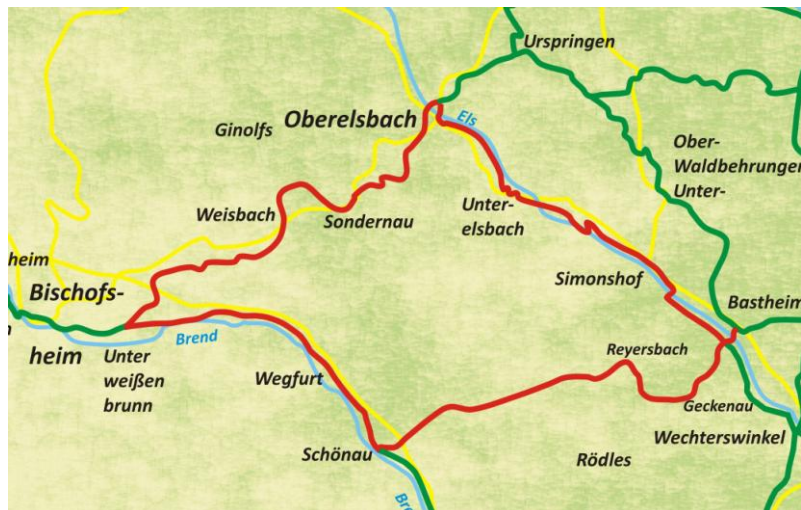 Urspringen
Oberelsbach
Els
Ginolfs
Ober-
Waldbehrungen
Unter-
Weisbach
Sondernau
Unter-
elsbach
heim
Bischofs-
heim
Simonshof
Bastheim
Brend
Unter
weißen
brunn
Reyersbach
Wegfurt
Geckenau
Wechterswinkel
Schönau
Rödles
Bre